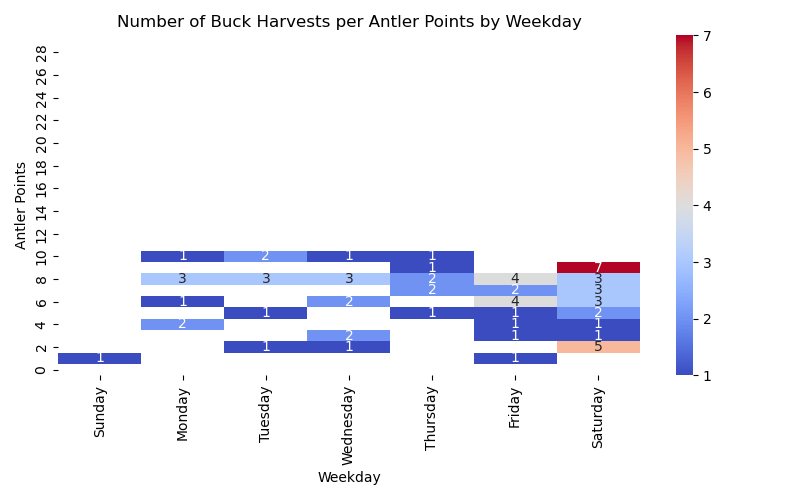 Number of Buck Harvests per Antler Points by Weekday
Antler Points
28
26
24
22
20
18
16
14
12
10
8
6
4
2
0
1 2 1 1
1 7
3 3 3 2 4 3
2 2 3
1 2 4 3
1 1 1 2
2 1 1
2 1 1
1 1 5
1 1
Sunday Monday Tuesday Wednesday Thursday Friday Saturday
Weekday
7
6
5
4
3
2
1